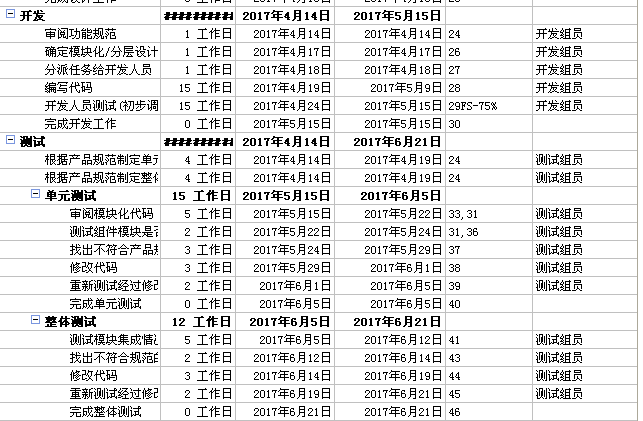 开发 ########## 2017年4月14日 2017年5月15日
审阅功能规范 1 工作日 2017年4月14日 2017年4月14日 24 开发组员
确定模块化/分层设计 1 工作日 2017年4月17日 2017年4月17日 26 开发组员
分派任务给开发人员 1 工作日 2017年4月18日 2017年4月18日 27 开发组员
编写代码 15 工作日 2017年4月19日 2017年5月9日 28 开发组员
开发人员测试(初步调 15 工作日 2017年4月24日 2017年5月15日 29FS-75% 开发组员
完成开发工作 0 工作日 2017年5月15日 2017年5月15日 30
测试 ########## 2017年4月14日 2017年6月21日
根据产品规范制定单元 4 工作日 2017年4月14日 2017年4月19日 24 测试组员
根据产品规范制定整体 4 工作日 2017年4月14日 2017年4月19日 24 测试组员
单元测试 15 工作日 2017年5月15日 2017年6月5日
审阅模块化代码 5 工作日 2017年5月15日 2017年5月22日 33,31 测试组员
测试组件模块是否 2 工作日 2017年5月22日 2017年5月24日 31,36 测试组员
找出不符合产品规 3 工作日 2017年5月24日 2017年5月29日 37 测试组员
修改代码 3 工作日 2017年5月29日 2017年6月1日 38 测试组员
重新测试经过修改 2 工作日 2017年6月1日 2017年6月5日 39 测试组员
完成单元测试 0 工作日 2017年6月5日 2017年6月5日 40
整体测试 12 工作日 2017年6月5日 2017年6月21日
测试模块集成情况 5 工作日 2017年6月5日 2017年6月12日 41 测试组员
找出不符合规范的 2 工作日 2017年6月12日 2017年6月14日 43 测试组员
修改代码 3 工作日 2017年6月14日 2017年6月19日 44 测试组员
重新测试经过修改 2 工作日 2017年6月19日 2017年6月21日 45 测试组员
完成整体测试 0 工作日 2017年6月21日 2017年6月21日 46